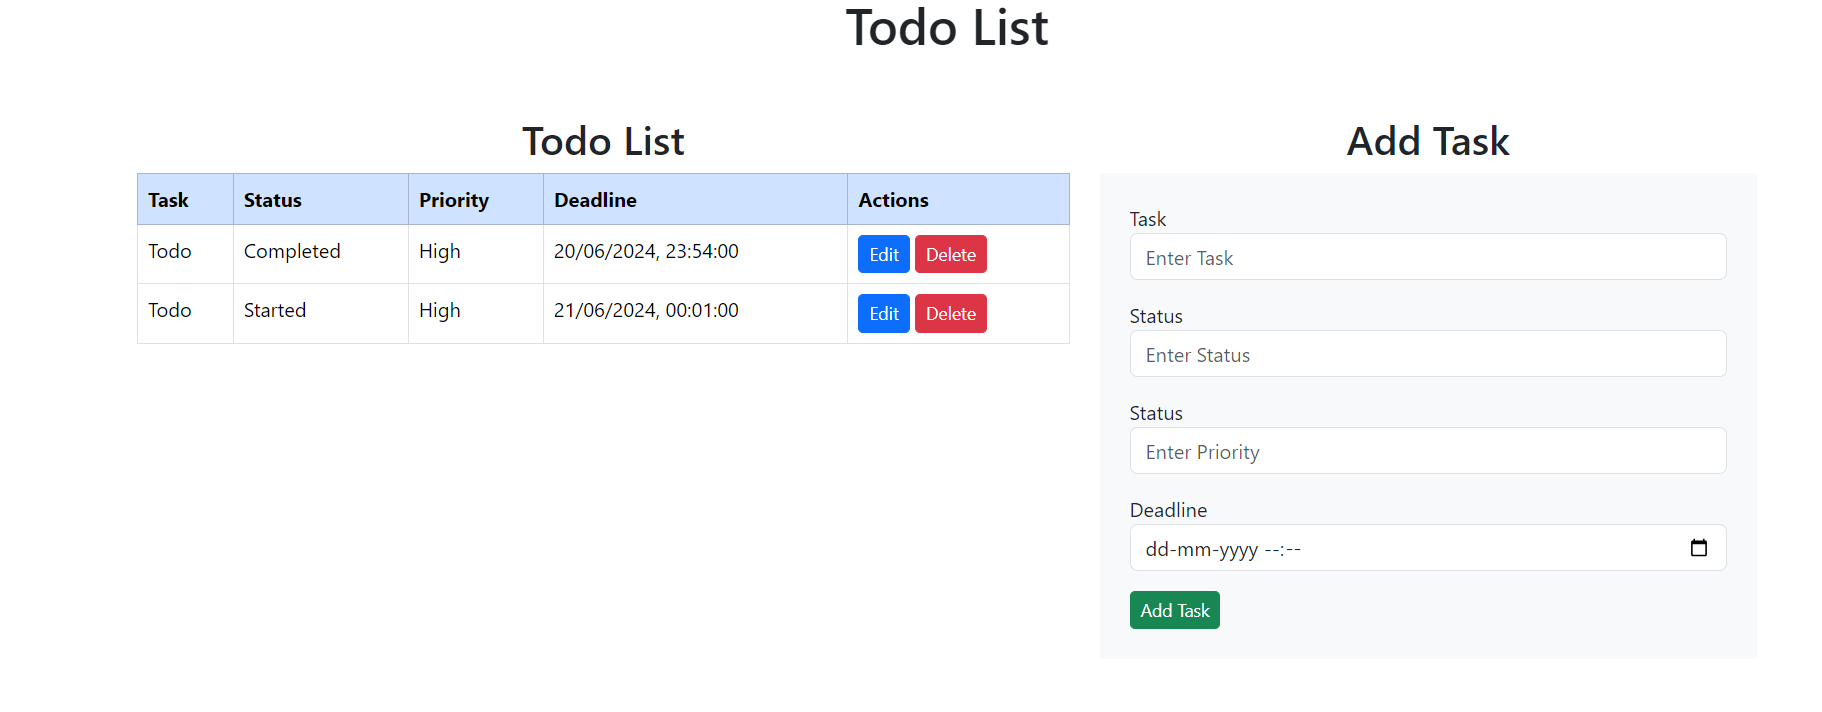 Todo List
Todo List
Task Status Priority Deadline Actions
Todo Completed High 20/06/2024, 23:54:00 Edit Delete
Todo Started High 21/06/2024, 00:01:00 Edit Delete
Add Task
Task
Enter Task
Status
Enter Status
Status
Enter Priority
Deadline
dd-mm-yyyy --:--
Add Task